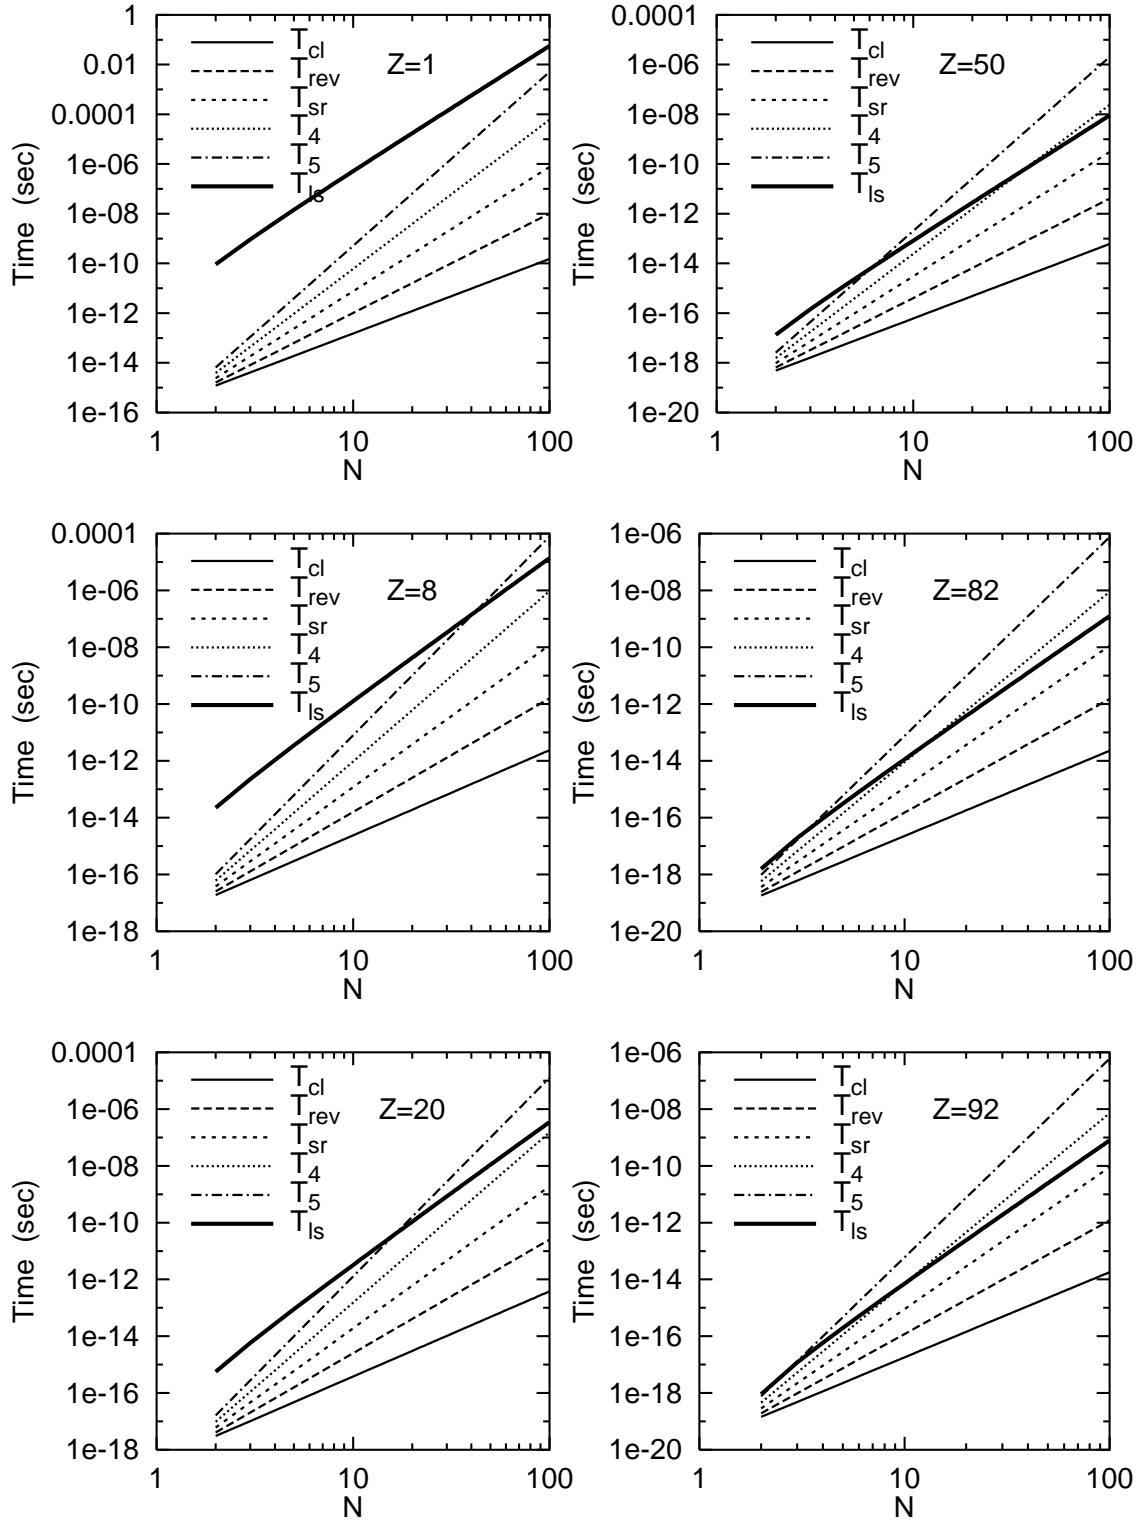 1
0.01
0.0001
1e-06
1e-08
1e-10
1e-12
1e-14
1e-16
Time (sec)
T_cl
T_rev
T_sr
T_4
T_5
T_ls
Z=1
1 10 100
N
0.0001
1e-06
1e-08
1e-10
1e-12
1e-14
1e-16
1e-18
1e-20
Time (sec)
T_cl
T_rev
T_sr
T_4
T_5
T_ls
Z=50
1 10 100
N
0.0001
1e-06
1e-08
1e-10
1e-12
1e-14
1e-16
1e-18
Time (sec)
T_cl
T_rev
T_sr
T_4
T_5
T_ls
Z=8
1 10 100
N
1e-06
1e-08
1e-10
1e-12
1e-14
1e-16
1e-18
1e-20
Time (sec)
T_cl
T_rev
T_sr
T_4
T_5
T_ls
Z=82
1 10 100
N
0.0001
1e-06
1e-08
1e-10
1e-12
1e-14
1e-16
1e-18
Time (sec)
T_cl
T_rev
T_sr
T_4
T_5
T_ls
Z=20
1 10 100
N
1e-06
1e-08
1e-10
1e-12
1e-14
1e-16
1e-18
1e-20
Time (sec)
T_cl
T_rev
T_sr
T_4
T_5
T_ls
Z=92
1 10 100
N